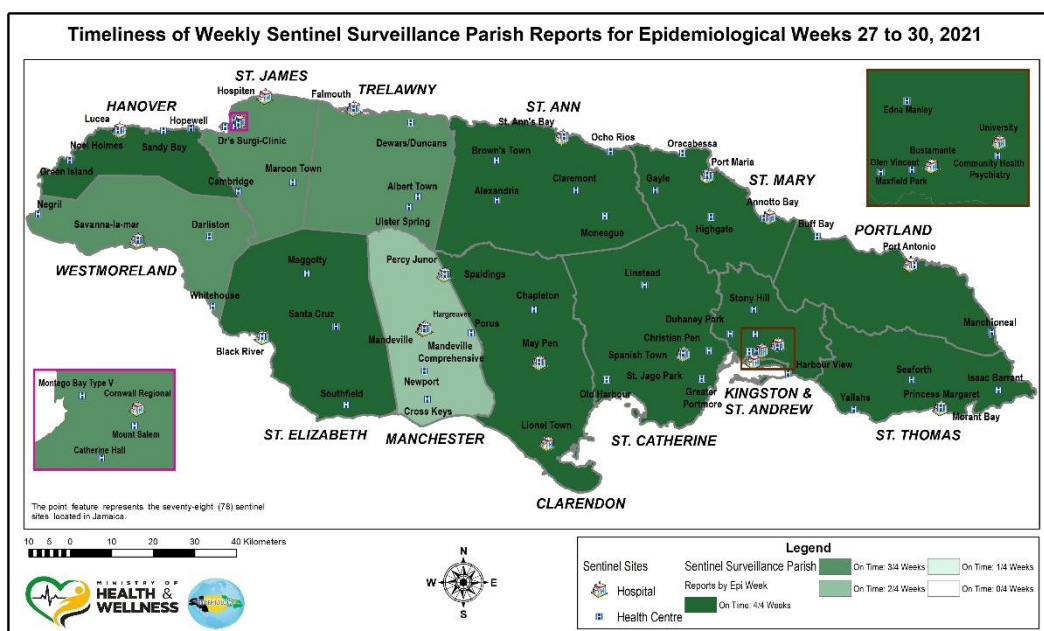 Timeliness of Weekly Sentinel Surveillance Parish Reports for Epidemiological Weeks 27 to 30, 2021
ST. JAMES
Hospiten
Falmouth
TRELAWNY
HANOVER
Lucea
Hopewell
Dr's Surgi-Clinic
Noel Holmes
Sandy Bay
Green Island
Cambridge
Maroon Town
Dewars/Duncans
Albert Town
Ulster Spring
ST. ANN
St. Ann's Bay
Ocho Rios
Brown's Town
Alexandria
Claremont
Moneague
Oracabessa
Port Maria
ST. MARY
Gayle
Highgate
Annotto Bay
Buff Bay
PORTLAND
Port Antonio
Manchioneal
Edna Manley
University
Bustamante
Glen Vincent
Community Health
Psychiatry
Maxfield Park
Negril
Savanna-la-mar
Darliston
WESTMORELAND
Whitehouse
Maggotty
Santa Cruz
Black River
Southfield
ST. ELIZABETH
Percy Junor
Spaldings
Hargreaves
Mandeville
Mandeville
Comprehensive
Porus
Newport
Cross Keys
MANCHESTER
Chapleton
May Pen
Lionel Town
CLARENDON
Linstead
Spanish Town
St. Jago Park
Old Harbour
Christian Pen
Greater
Portmore
ST. CATHERINE
Stony Hill
Duhaney Park
Harbour View
KINGSTON &
ST. ANDREW
Seaforth
Isaac Barrant
Princess Margaret
Yallahs
Morant Bay
ST. THOMAS
Montego Bay Type V
Cornwall Regional
Mount Salem
Catherine Hall
The point feature represents the seventy-eight (78) sentinel
sites located in Jamaica.
10 5 0 10 20 30 40 Kilometers
MINISTRY OF
HEALTH &
WELLNESS
EPIDEMIOLOGY
N
W E
S
Legend
Sentinel Sites
Hospital
Health Centre
Sentinel Surveillance Parish
Reports by Epi Week
On Time: 4/4 Weeks
On Time: 3/4 Weeks
On Time: 2/4 Weeks
On Time: 1/4 Weeks
On Time: 0/4 Weeks